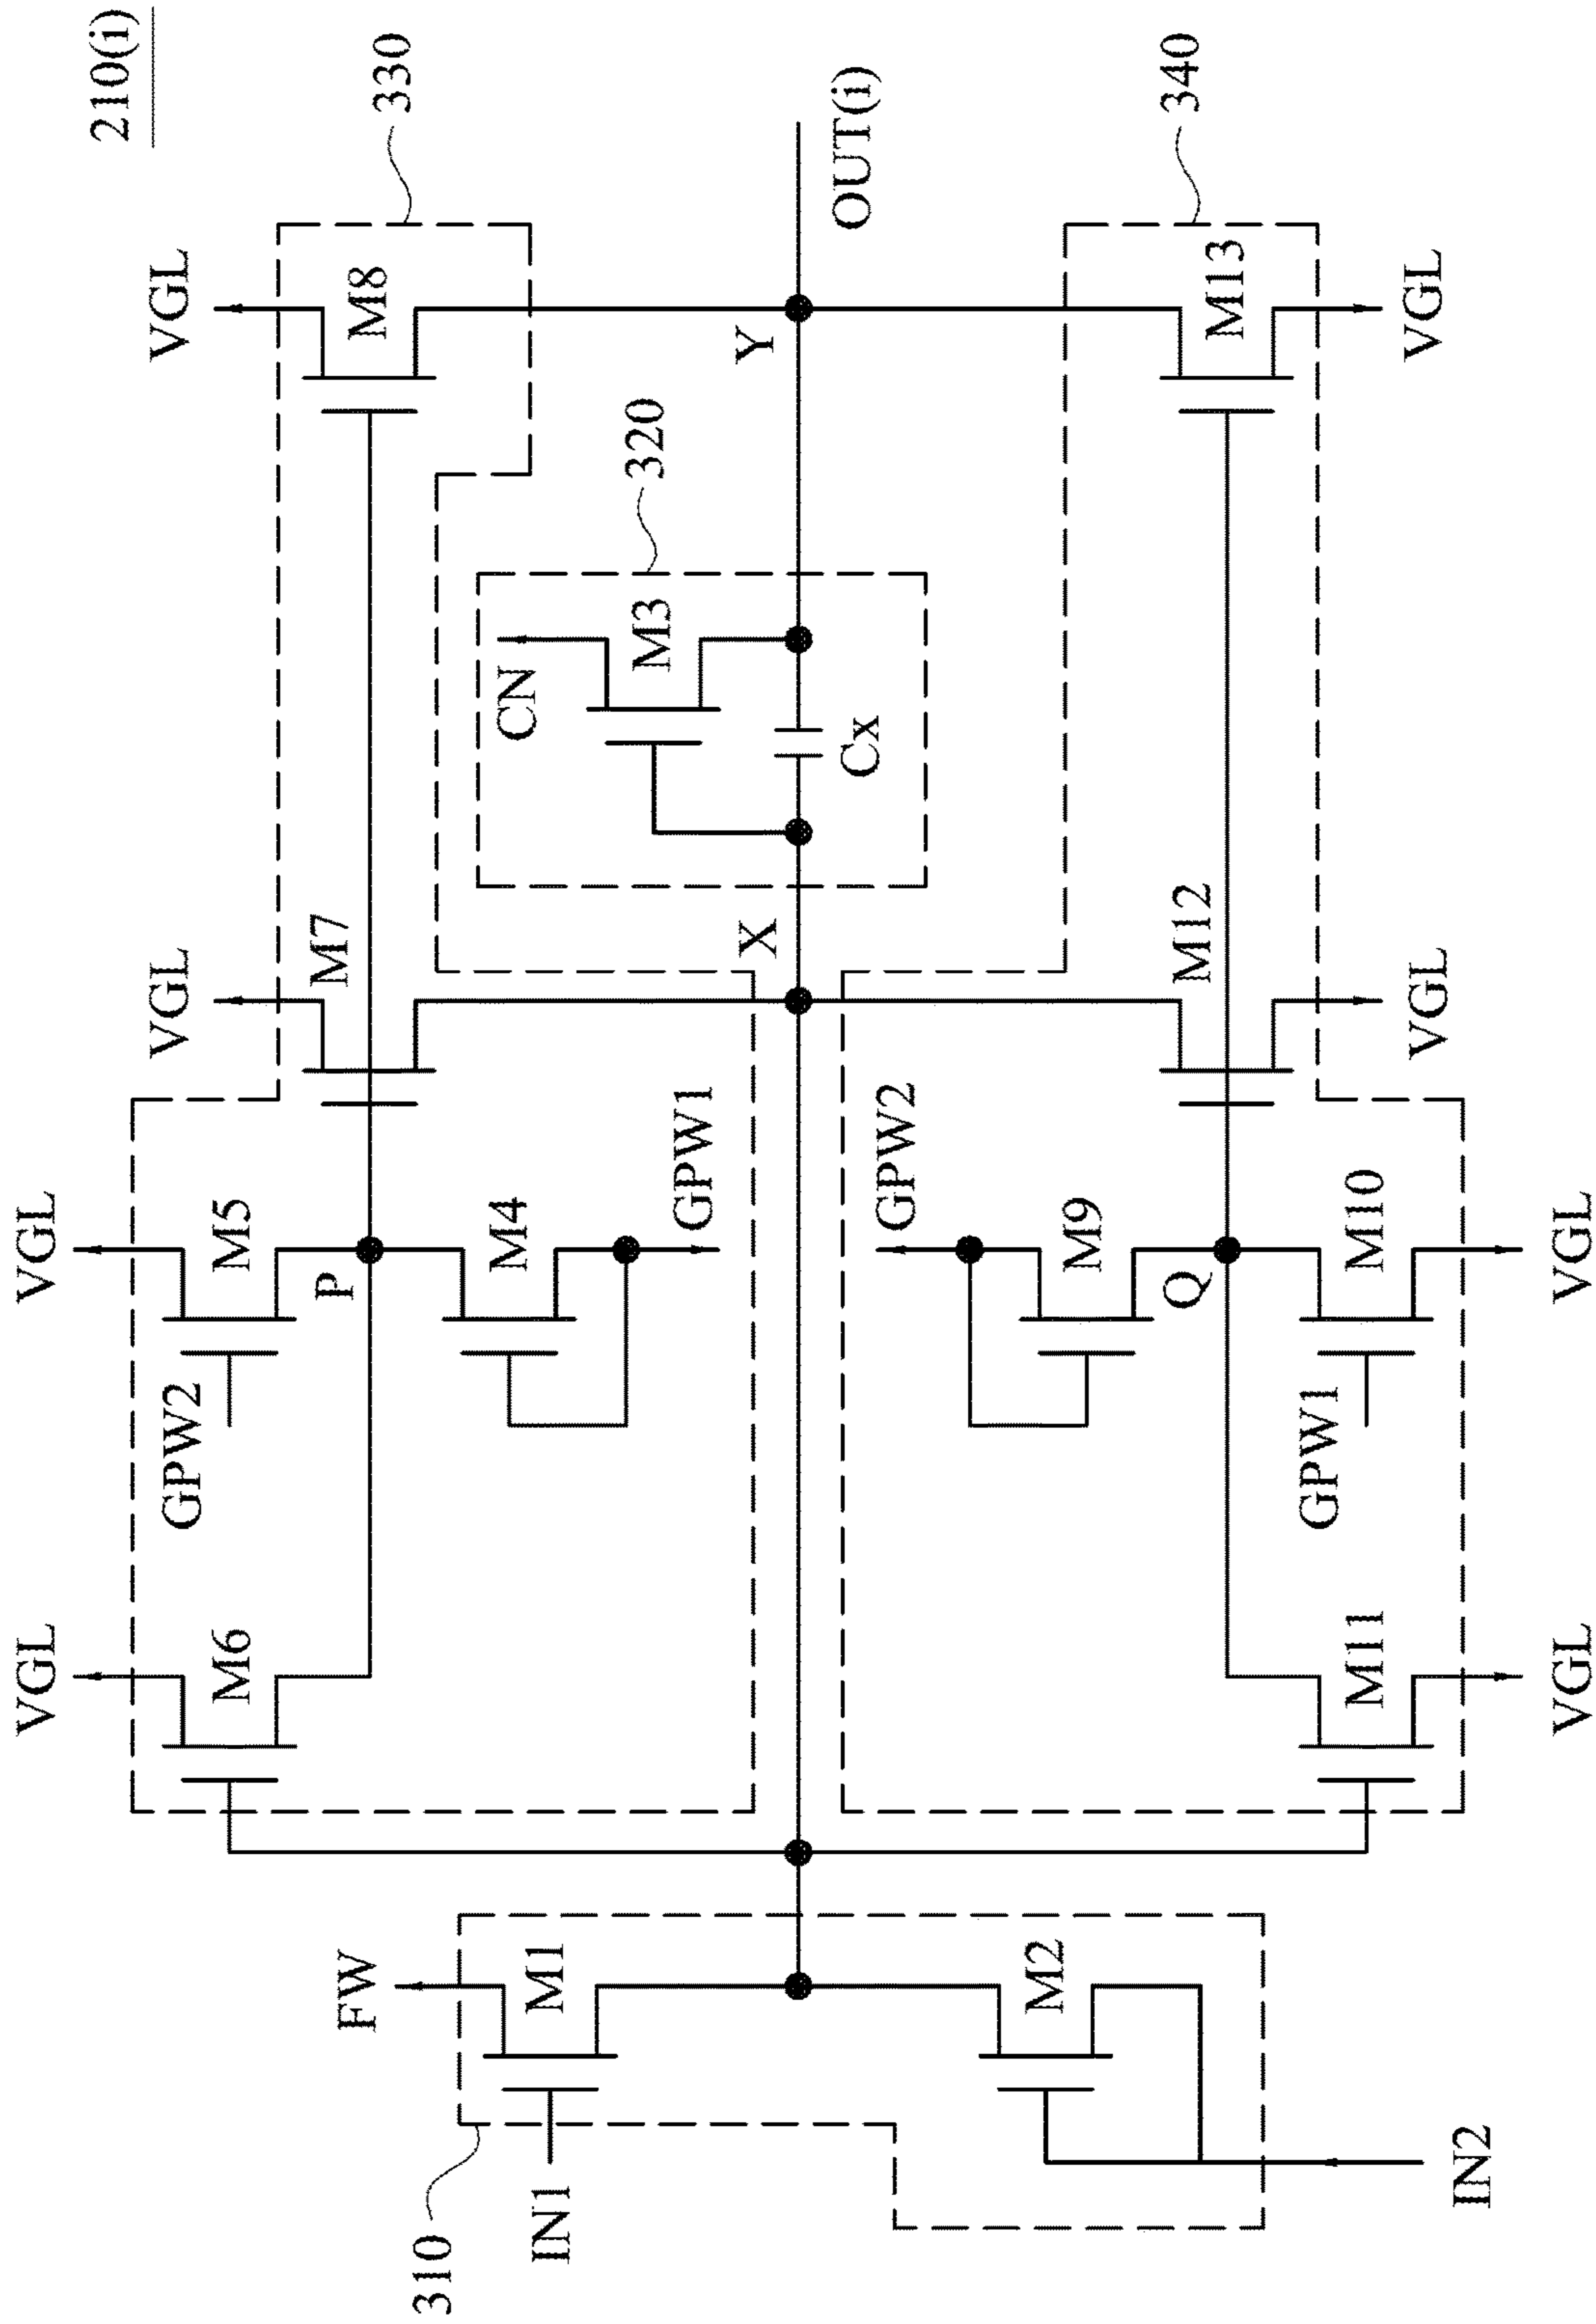 210(i)
330
VGL
M8
OUT(i)
Y
340
M13
VGL
320
CN
M3
Cx
VGL
M7
X
M12
VGL
VGL
M5
P
M4
GPW1
GPW2
GPW2
M9
Q
M10
VGL
GPW1
VGL
M6
M11
VGL
FW
M1
M2
310
IN1
IN2